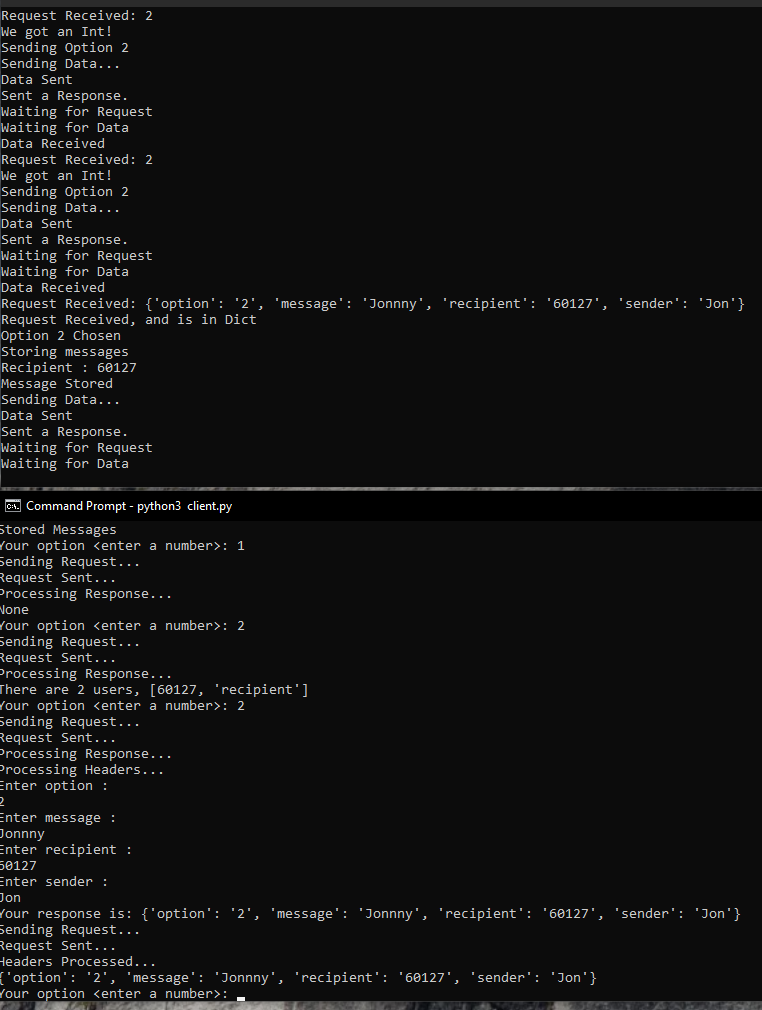 Request Received: 2
We got an Int!
Sending Option 2
Sending Data...
Data Sent
Sent a Response.
Waiting for Request
Waiting for Data
Data Received
Request Received: 2
We got an Int!
Sending Option 2
Sending Data...
Data Sent
Sent a Response.
Waiting for Request
Waiting for Data
Data Received
Request Received: {'option': '2', 'message': 'Jonnny', 'recipient': '60127', 'sender': 'Jon'}
Request Received, and is in Dict
Option 2 Chosen
Storing messages
Recipient : 60127
Message Stored
Sending Data...
Data Sent
Sent a Response.
Waiting for Request
Waiting for Data
Command Prompt - python3 client.py
Stored Messages
Your option <enter a number>: 1
Sending Request...
Request Sent...
Processing Response...
None
Your option <enter a number>: 2
Sending Request...
Request Sent...
Processing Response...
There are 2 users, [60127, 'recipient']
Your option <enter a number>: 2
Sending Request...
Request Sent...
Processing Response...
Processing Headers...
Enter option :
2
Enter message :
Jonnny
Enter recipient :
60127
Enter sender :
Jon
Your response is: {'option': '2', 'message': 'Jonnny', 'recipient': '60127', 'sender': 'Jon'}
Sending Request...
Request Sent...
Headers Processed...
{'option': '2', 'message': 'Jonnny', 'recipient': '60127', 'sender': 'Jon'}
Your option <enter a number>: